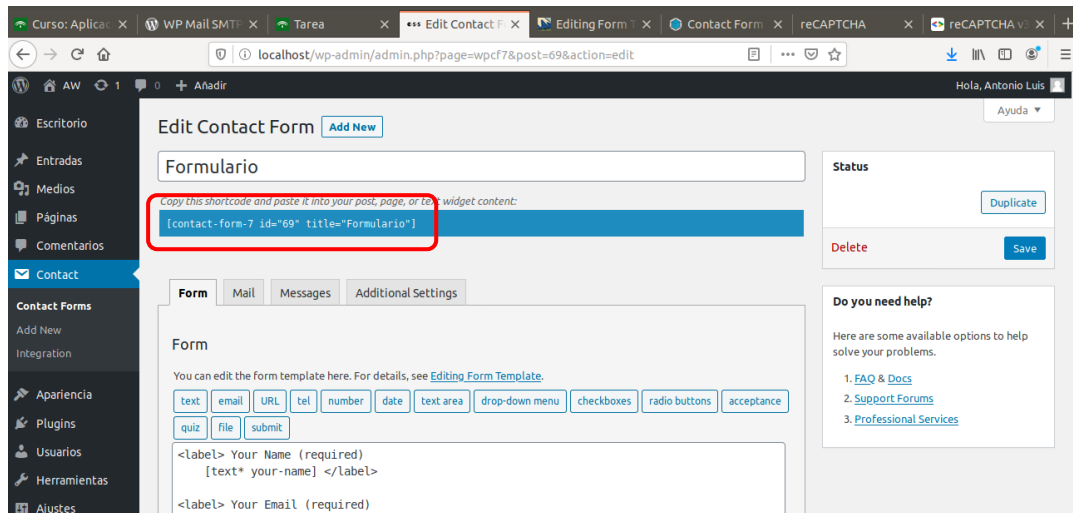 Curso: Aplicac
WP Mail SMTP
Tarea
Edit Contact F
Editing Form T
Contact Form
reCAPTCHA
reCAPTCHA v3
localhost/wp-admin/admin.php?page=wpcf7&post=69&action=edit
AW
1
0
Añadir
Hola, Antonio Luis
Escritorio
Entradas
Medios
Páginas
Comentarios
Contact
Contact Forms
Add New
Integration
Apariencia
Plugins
Usuarios
Herramientas
Ajustes
Ayuda
Edit Contact Form
Add New
Formulario
Copy this shortcode and paste it into your post, page, or text widget content:
[contact-form-7 id="69" title="Formulario"]
Form
Mail
Messages
Additional Settings
Form
You can edit the form template here. For details, see Editing Form Template.
text
email
URL
tel
number
date
text area
drop-down menu
checkboxes
radio buttons
acceptance
quiz
file
submit
<label> Your Name (required)
[text* your-name] </label>
<label> Your Email (required)
Status
Duplicate
Delete
Save
Do you need help?
Here are some available options to help
solve your problems.
1. FAQ & Docs
2. Support Forums
3. Professional Services